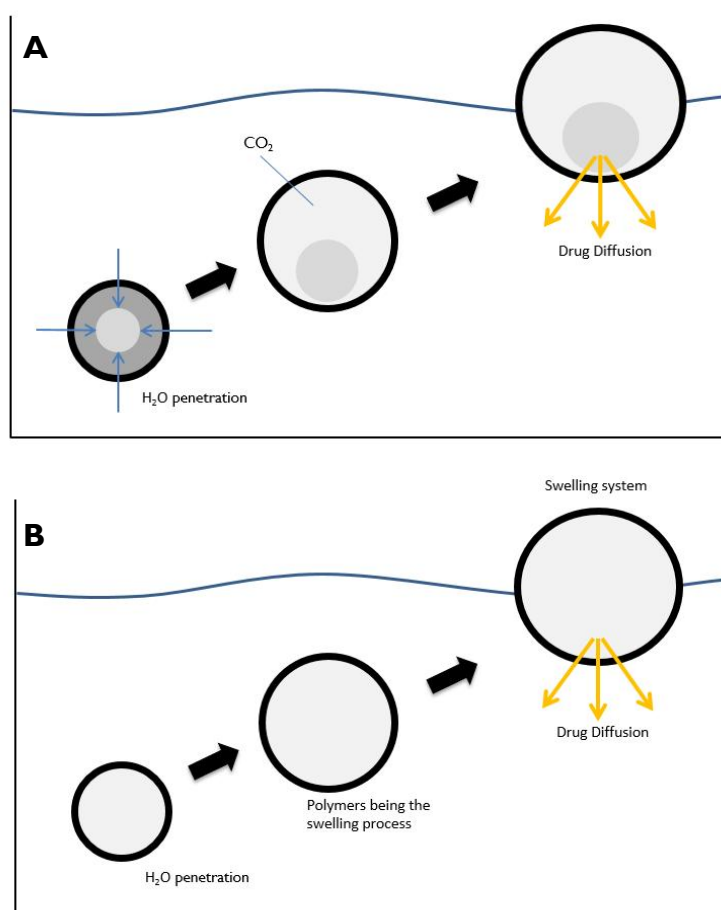 A
CO₂
Drug Diffusion
H₂O penetration
Swelling system
B
Drug Diffusion
Polymers being the
swelling process
H₂O penetration